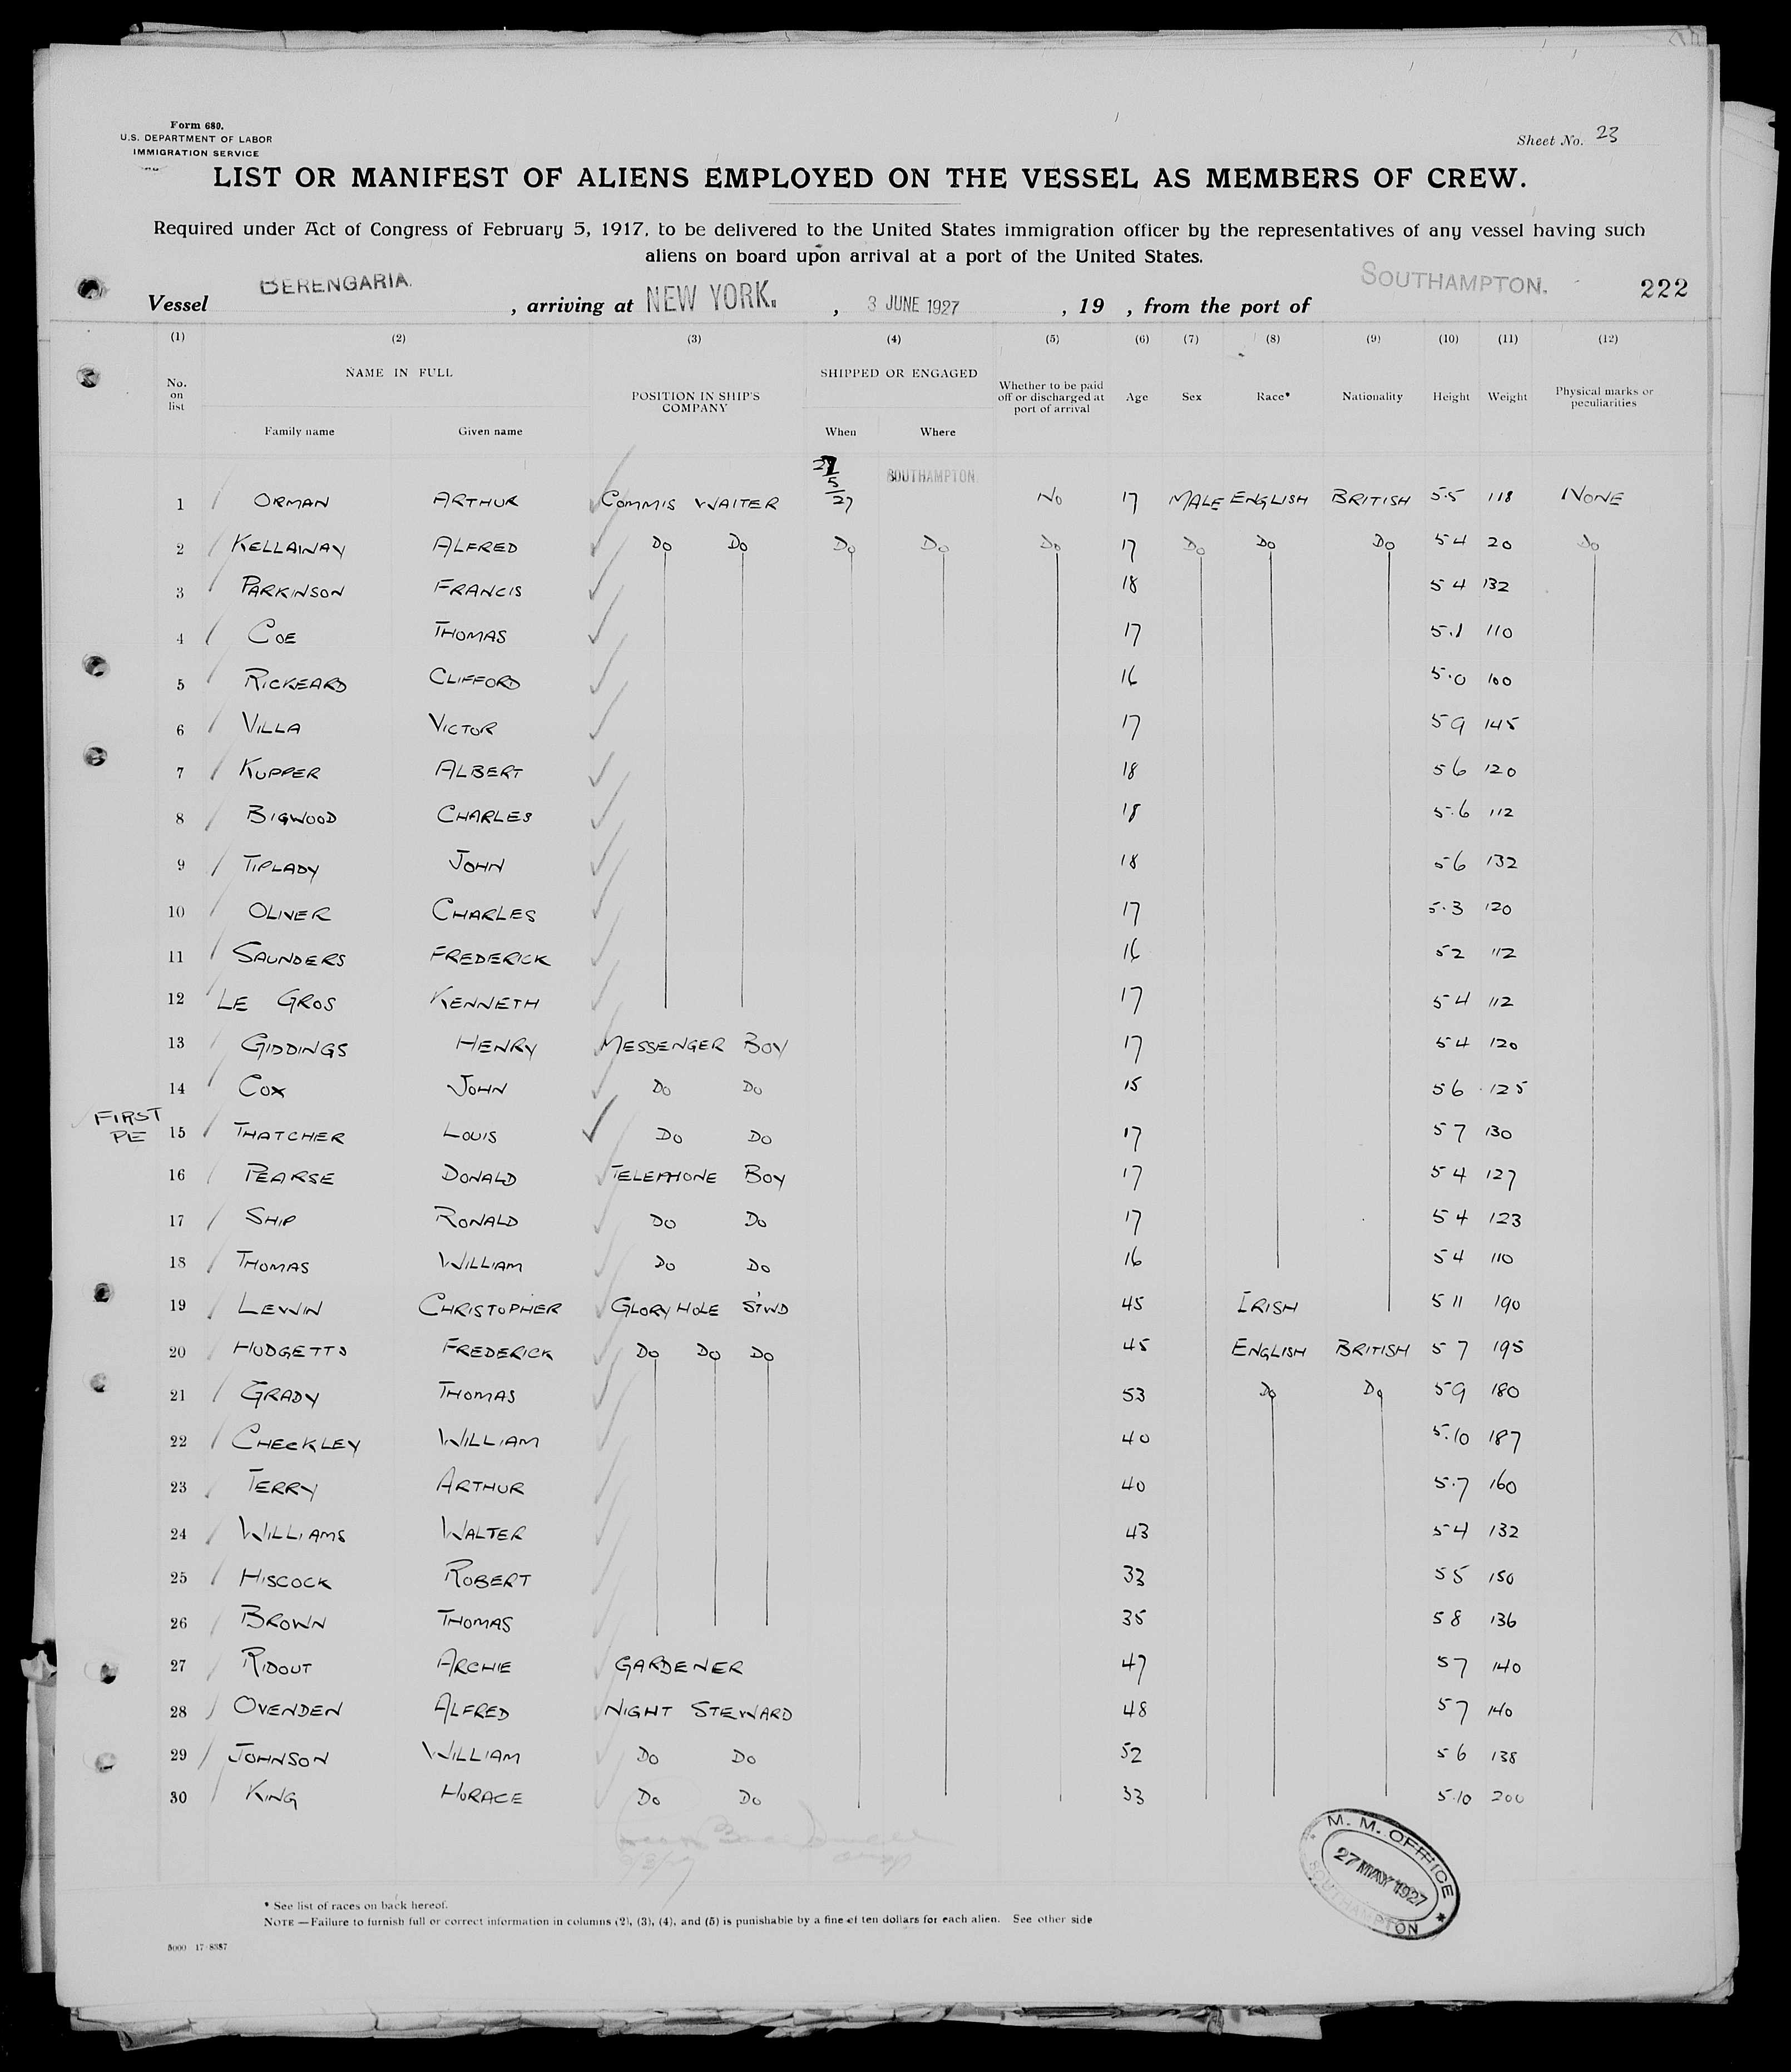 Form 680.
U.S. DEPARTMENT OF LABOR
IMMIGRATION SERVICE
Sheet No. 23
LIST OR MANIFEST OF ALIENS EMPLOYED ON THE VESSEL AS MEMBERS OF CREW.
Required under Act of Congress of February 5, 1917, to be delivered to the United States immigration officer by the representatives of any vessel having such
aliens on board upon arrival at a port of the United States.
Vessel BERENGARIA. , arriving at NEW YORK. , 3 JUNE 1927 , 19 , from the port of SOUTHAMPTON. 222
(1) (2) (3) (4) (5) (6) (7) (8) (9) (10) (11) (12)
No. on list NAME IN FULL POSITION IN SHIP'S COMPANY SHIPPED OR ENGAGED Whether to be paid off or discharged at port of arrival Age Sex Race* Nationality Height Weight Physical marks or peculiarities
Family name Given name When Where
1 ORMAN ARTHUR COMMIS WAITER 27/5/27 SOUTHAMPTON. No 17 MALE ENGLISH BRITISH 5.5 118 NONE
2 KELLAWAY ALFRED Do Do Do Do Do 17 Do Do Do 5 4 20 Do
3 PARKINSON FRANCIS 18 5 4 132
4 COE THOMAS 17 5.1 110
5 RICKEARD CLIFFORD 16 5.0 100
6 VILLA VICTOR 17 5 9 145
7 KUPPER ALBERT 18 5 6 120
8 BIGWOOD CHARLES 18 5.6 112
9 TIPLADY JOHN 18 5 6 132
10 OLIVER CHARLES 17 5.3 120
11 SAUNDERS FREDERICK 16 5 2 112
12 LE GROS KENNETH 17 5 4 112
13 GIDDINGS HENRY MESSENGER BOY 17 5 4 120
14 COX JOHN Do Do 15 5 6 125
FIRST
PE 15 THATCHER LOUIS Do Do 17 5 7 130
16 PEARSE DONALD TELEPHONE BOY 17 5 4 127
17 SHIP RONALD Do Do 17 5 4 123
18 THOMAS WILLIAM Do Do 16 5 4 110
19 LEWIN CHRISTOPHER GLORY HOLE STWD 45 IRISH 5 11 190
20 HUDGETTS FREDERICK Do Do Do 45 ENGLISH BRITISH 5 7 195
21 GRADY THOMAS 53 Do Do 5 9 180
22 CHECKLEY WILLIAM 40 5.10 187
23 TERRY ARTHUR 40 5.7 160
24 WILLIAMS WALTER 43 5 4 132
25 HISCOCK ROBERT 33 5 5 150
26 BROWN THOMAS 35 5 8 136
27 RIDOUT ARCHIE GARDENER 47 5 7 140
28 OVENDEN ALFRED NIGHT STEWARD 48 5 7 140
29 JOHNSON WILLIAM Do Do 52 5 6 138
30 KING HORACE Do Do 33 5.10 200
M. M. OFFICE
27 MAY 1927
SOUTHAMPTON
* See list of races on back hereof.
NOTE —Failure to furnish full or correct information in columns (2), (3), (4), and (5) is punishable by a fine of ten dollars for each alien. See other side
5000 17-8387